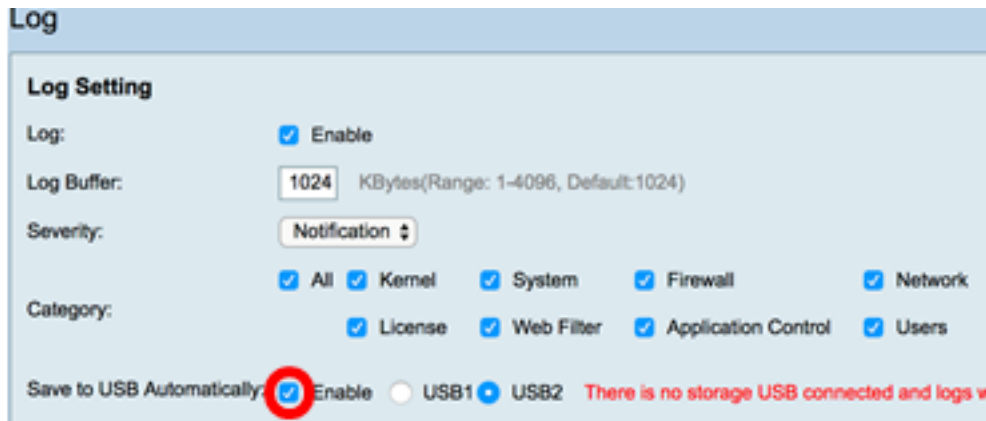 Log
Log Setting
Log: Enable
Log Buffer: 1024 KBytes(Range: 1-4096, Default:1024)
Severity: Notification
All Kernel System Firewall Network
Category:
License Web Filter Application Control Users
Save to USB Automatically: Enable USB1 USB2 There is no storage USB connected and logs